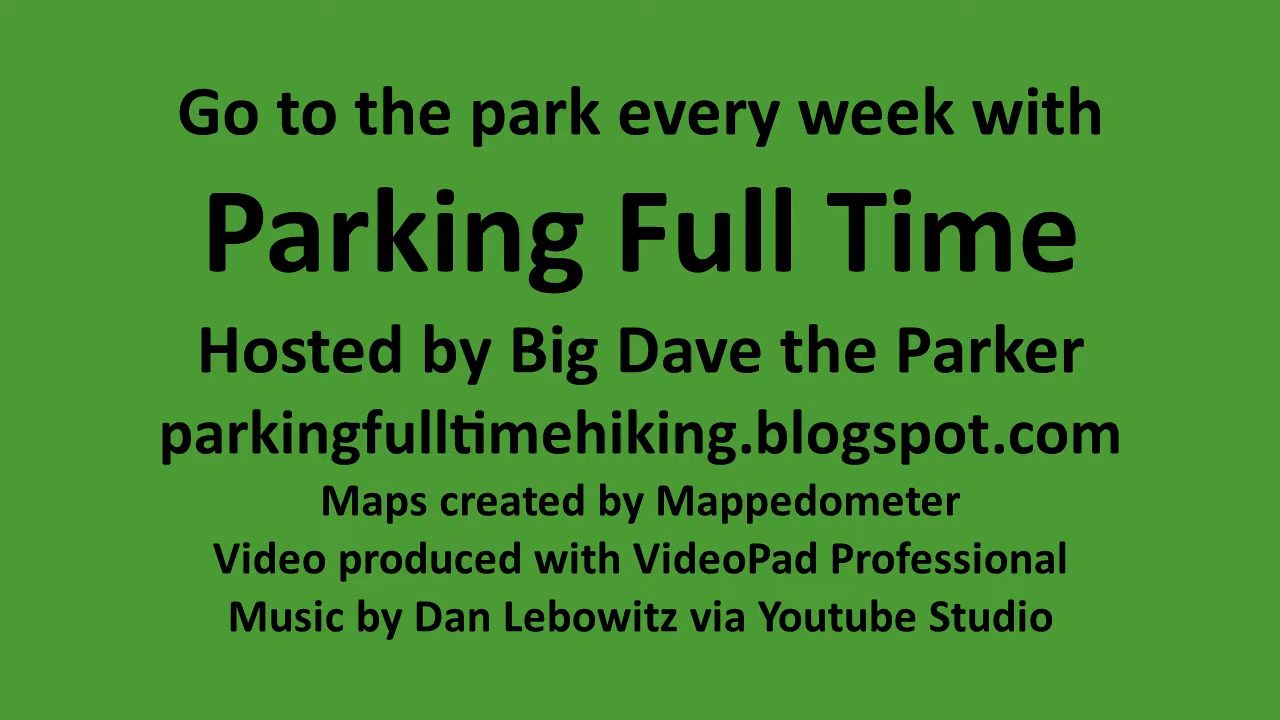 Go to the park every week with
Parking Full Time
Hosted by Big Dave the Parker
parkingfulltimehiking.blogspot.com
Maps created by Mappedometer
Video produced with VideoPad Professional
Music by Dan Lebowitz via Youtube Studio